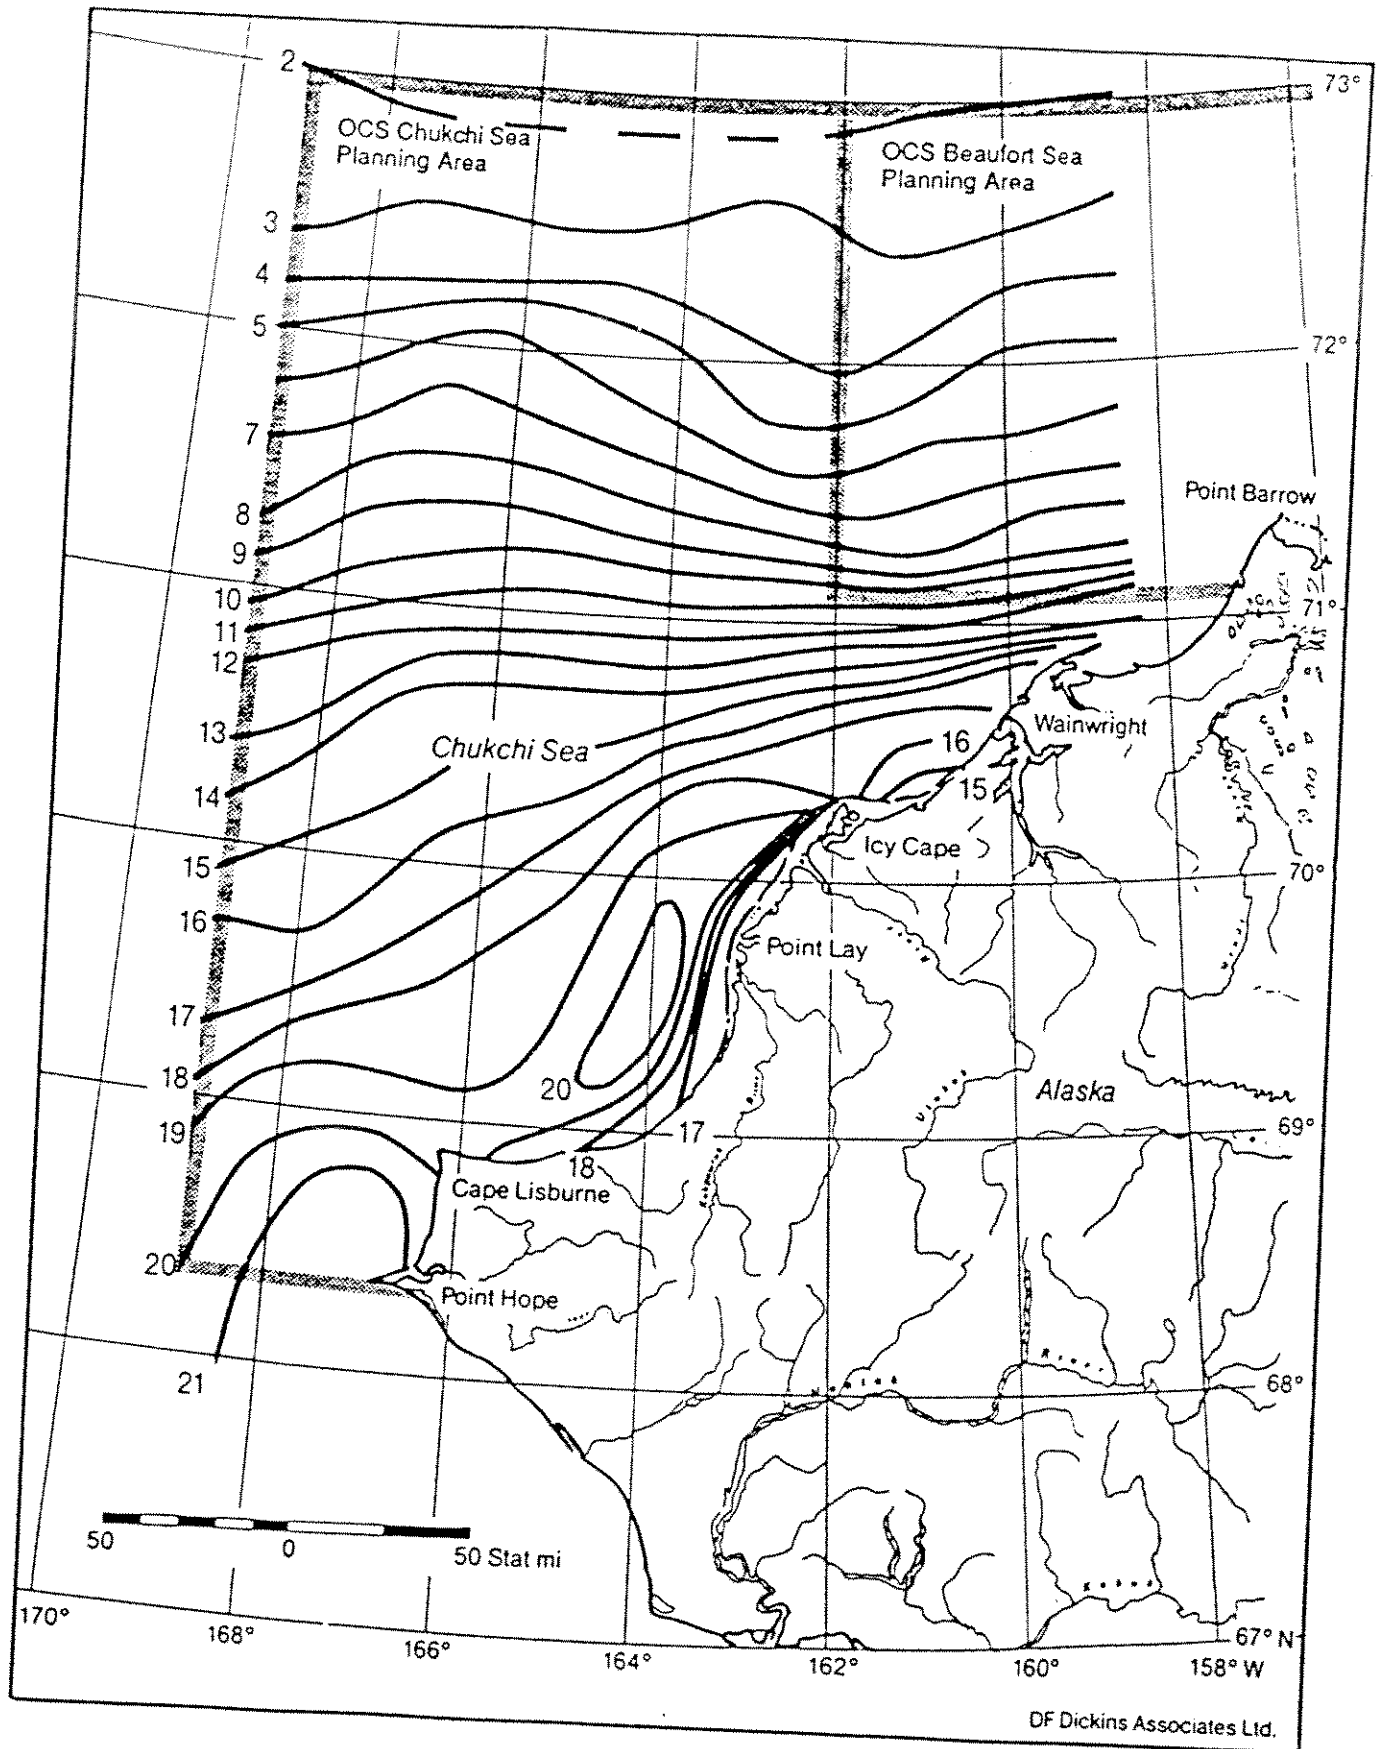 2
73°
OCS Chukchi Sea
Planning Area
OCS Beaufort Sea
Planning Area
3
4
5
72°
7
Point Barrow
8
9
10
71°
11
12
13
Chukchi Sea
Wainwright
16
14
15
Icy Cape
15
70°
16
Point Lay
17
18
20
Alaska
19
17
69°
18
Cape Lisburne
20
Point Hope
21
68°
50
0
50 Stat mi
170°
168°
166°
164°
162°
160°
158° W
67° N
DF Dickins Associates Ltd.